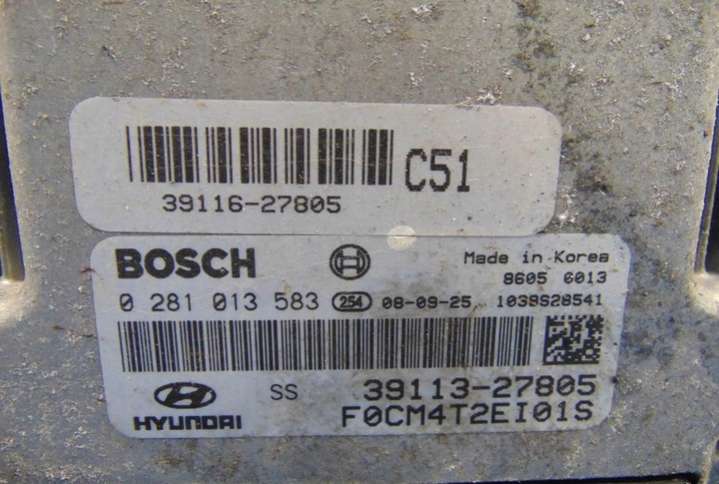 C51
39116-27805
BOSCH Made in Korea
8605 6013
0 281 013 583 254 08-09-25 1039S28541
SS 39113-27805
HYUNDAI F0CM4T2EI01S